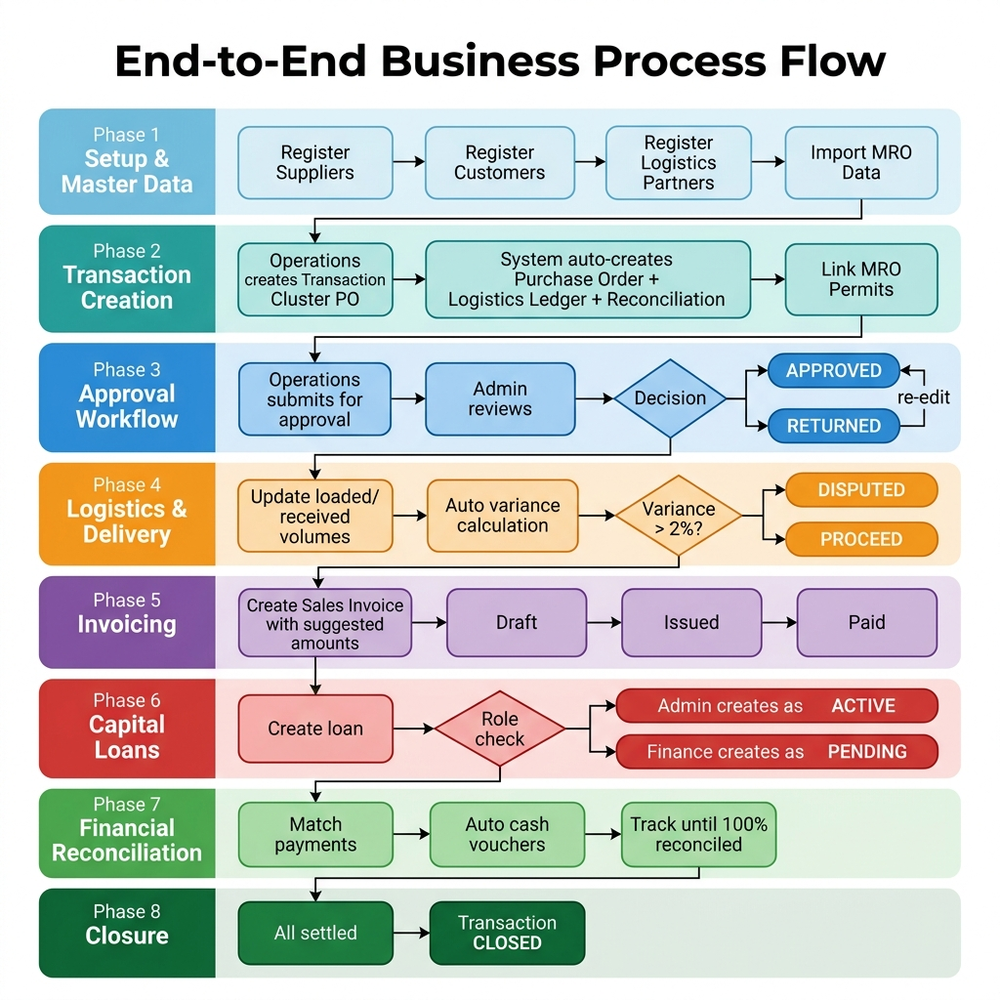 End-to-End Business Process Flow
Phase 1
Setup &
Master Data
Register
Suppliers
Register
Customers
Register
Logistics
Partners
Import MRO
Data
Phase 2
Transaction
Creation
Operations
creates Transaction
Cluster PO
System auto-creates
Purchase Order +
Logistics Ledger + Reconciliation
Link MRO
Permits
Phase 3
Approval
Workflow
Operations
submits for
approval
Admin
reviews
Decision
APPROVED
re-edit
RETURNED
Phase 4
Logistics &
Delivery
Update loaded/
received
volumes
Auto variance
calculation
Variance
> 2%?
DISPUTED
PROCEED
Phase 5
Invoicing
Create Sales Invoice
with suggested
amounts
Draft
Issued
Paid
Phase 6
Capital
Loans
Create loan
Role
check
Admin creates as ACTIVE
Finance creates as PENDING
Phase 7
Financial
Reconciliation
Match
payments
Auto cash
vouchers
Track until 100%
reconciled
Phase 8
Closure
All settled
Transaction
CLOSED